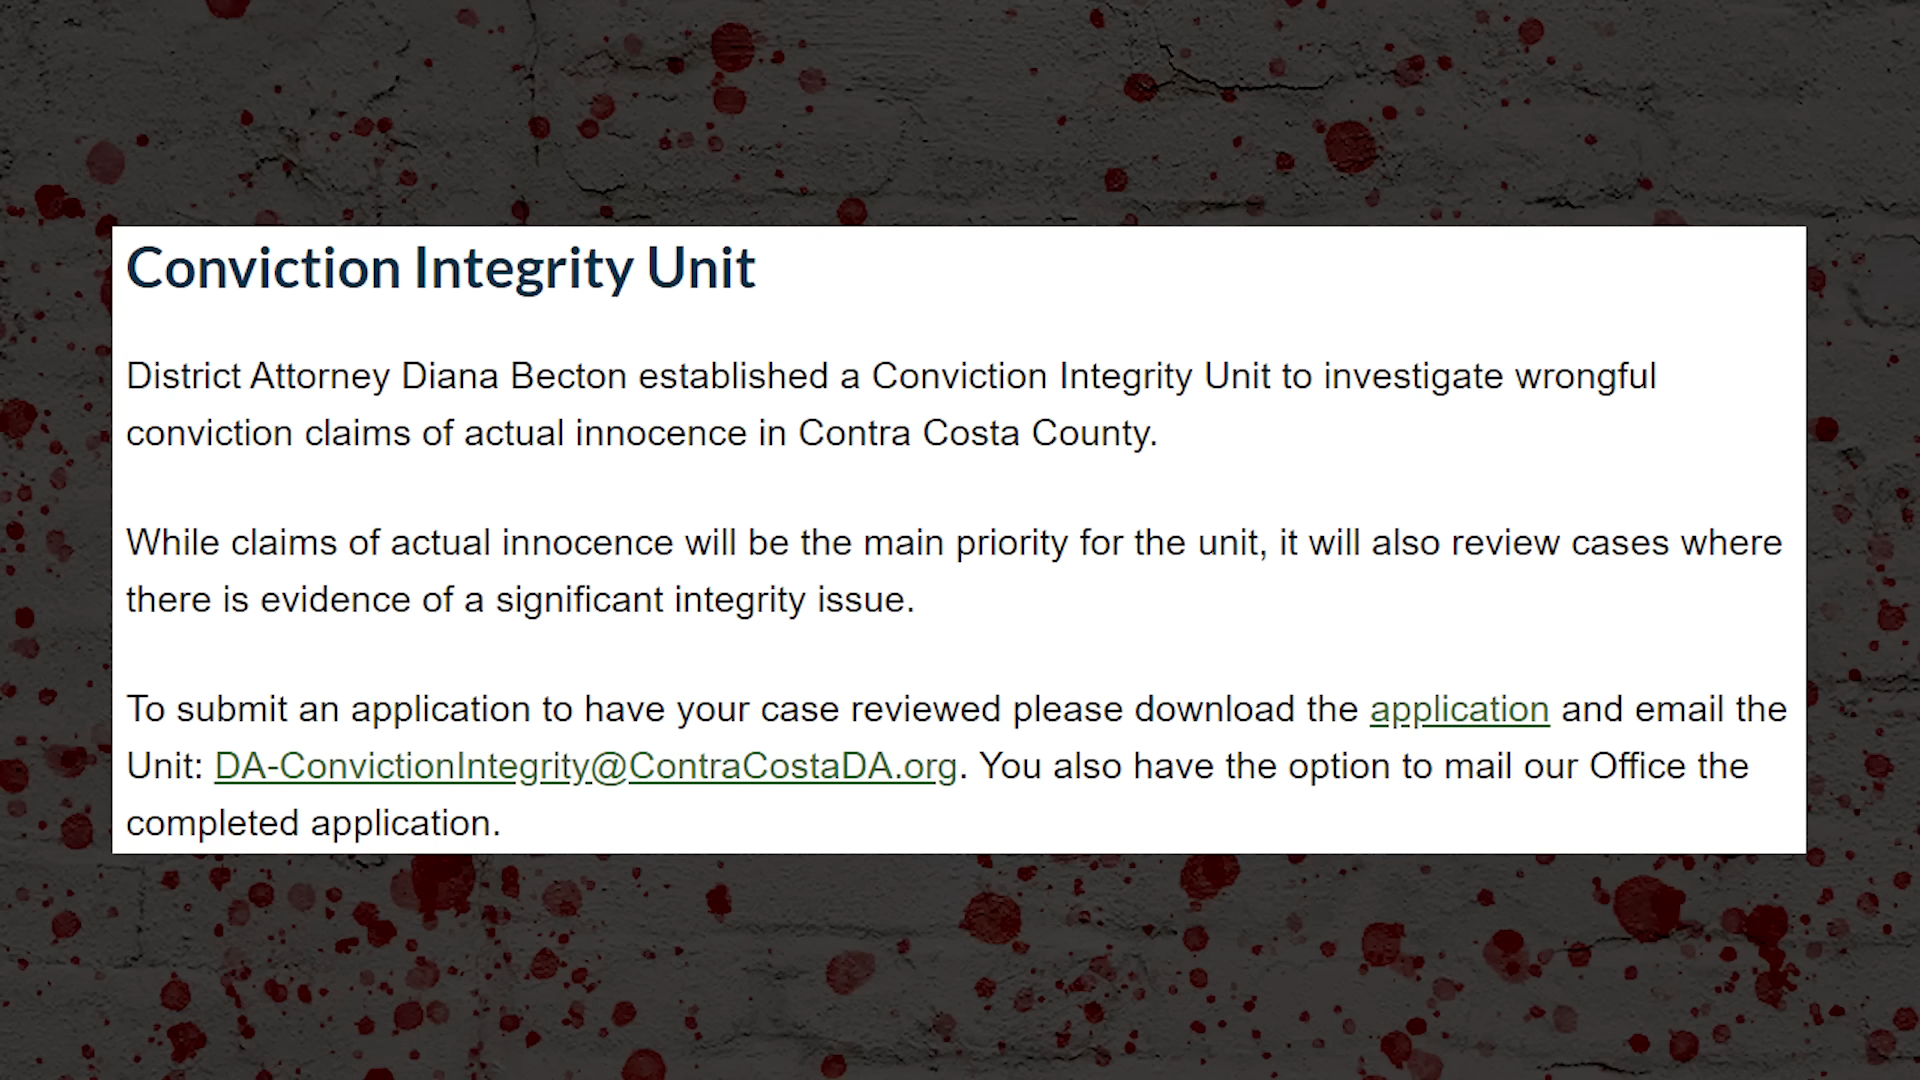 Conviction Integrity Unit
District Attorney Diana Becton established a Conviction Integrity Unit to investigate wrongful
conviction claims of actual innocence in Contra Costa County.
While claims of actual innocence will be the main priority for the unit, it will also review cases where
there is evidence of a significant integrity issue.
To submit an application to have your case reviewed please download the application and email the
Unit: DA-ConvictionIntegrity@ContraCostaDA.org. You also have the option to mail our Office the
completed application.